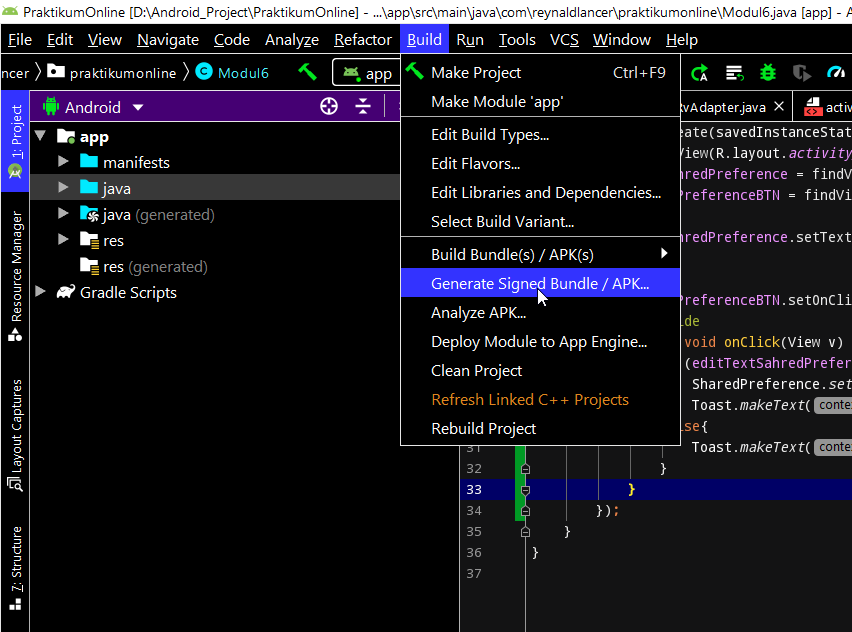 PraktikumOnline [D:\Android_Project\PraktikumOnline] - ...\app\src\main\java\com\reynaldlancer\praktikumonline\Modul6.java [app] - A
File Edit View Navigate Code Analyze Refactor Build Run Tools VCS Window Help
ncer praktikumonline C Modul6 app
Make Project Ctrl+F9
Make Module 'app'
Edit Build Types...
Edit Flavors...
Edit Libraries and Dependencies...
Select Build Variant...
Build Bundle(s) / APK(s)
Generate Signed Bundle / APK...
Analyze APK...
Deploy Module to App Engine...
Clean Project
Refresh Linked C++ Projects
Rebuild Project
1: Project
Resource Manager
Layout Captures
Z: Structure
Android
app
manifests
java
java (generated)
res
res (generated)
Gradle Scripts
vAdapter.java activ
eate(savedInstanceStat
View(R.layout.activity
redPreference = findV
PreferenceBTN = findVi
redPreference.setText
PreferenceBTN.setOnCli
de
void onClick(View v)
(editTextSahredPrefer
SharedPreference.set
Toast.makeText( conte
se{
Toast.makeText( conte
31
32 }
33 }
34 });
35 }
36 }
37